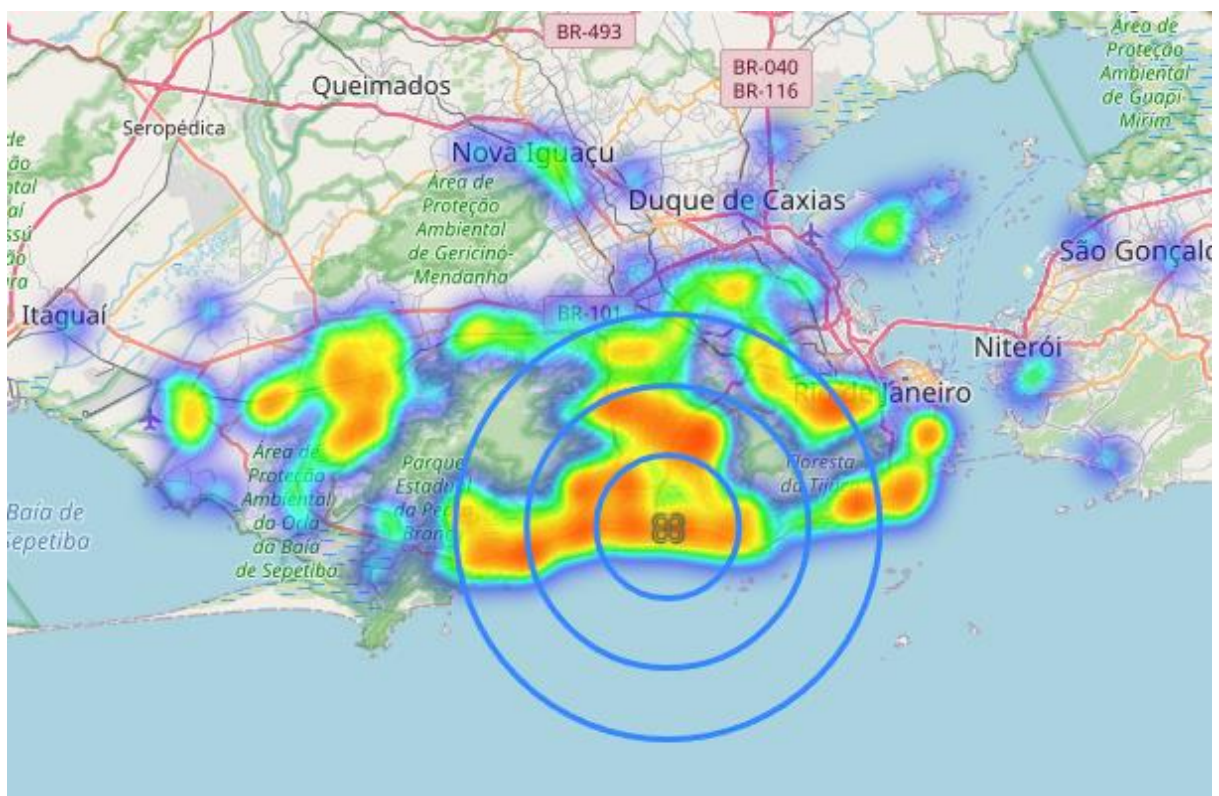 BR-493
Área de
Proteção
Ambiental
de Guapi-
Mirim
BR-040
BR-116
Queimados
Seropédica
Nova Iguaçu
Área de
Proteção
Ambiental
de Gericinó-
Mendanha
Duque de Caxias
São Gonçalo
Itaguaí
BR-101
Niterói
Rio de Janeiro
Área de
Proteção
Ambiental
da Orla
da Baía
de Sepetiba
Parque
Estadual
da Pedra
Branca
Floresta
da Tijuca
Baía de
Sepetiba